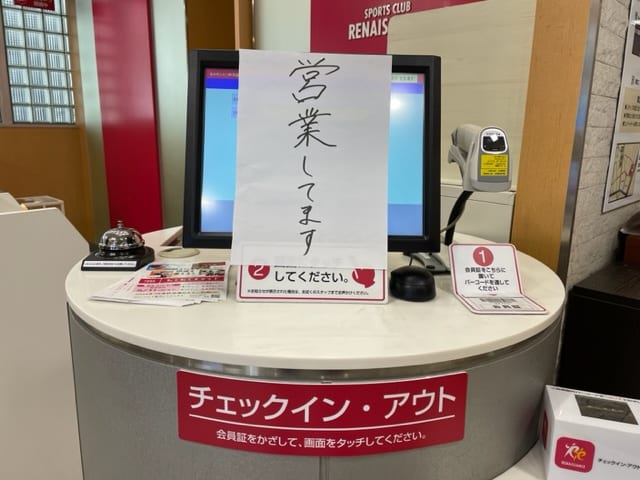 SPORTS CLUB
RENAIS
営業してます
2
してください。
1
会員証をこちらに
置いて
バーコードを通して
ください
チェックイン・アウト
会員証をかざして、画面をタッチしてください。
RENAISSANCE
チェックイン・アウト